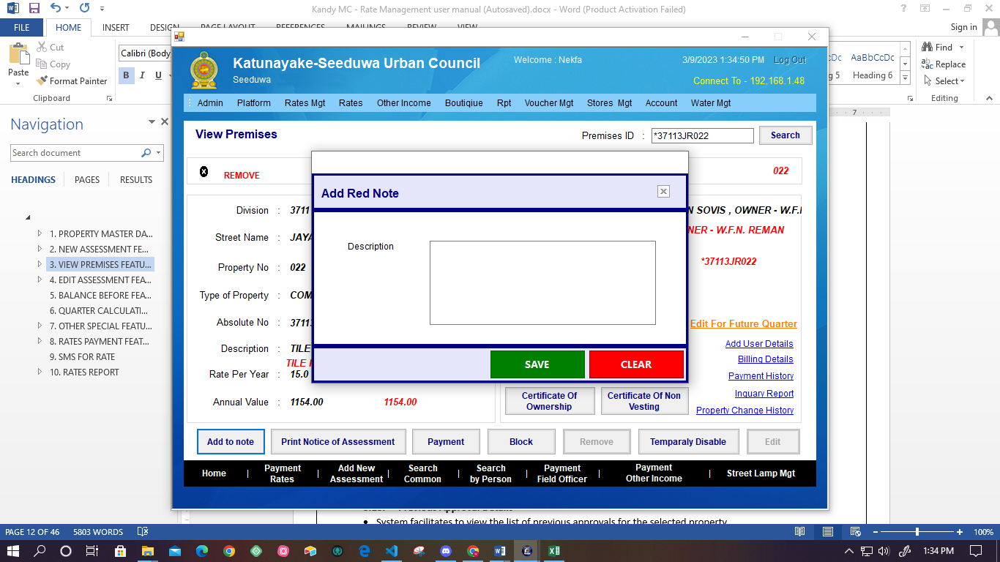 Kandy MC - Rate Management user manual (Autosaved).docx - Word (Product Activation Failed)
FILE HOME INSERT DESIGN PAGE LAYOUT REFERENCES MAILINGS REVIEW VIEW Sign in
Cut
Copy
Format Painter
Paste
Clipboard
Calibri (Body
B I U
AaBbCcDc
Heading 6
Find
Replace
Select
Editing
Navigation
Search document
HEADINGS PAGES RESULTS
1. PROPERTY MASTER DA...
2. NEW ASSESSMENT FE...
3. VIEW PREMISES FEATU...
4. EDIT ASSESSMENT FEA...
5. BALANCE BEFORE FEA...
6. QUARTER CALCULATI...
7. OTHER SPECIAL FEATU...
8. RATES PAYMENT FEAT...
9. SMS FOR RATE
10. RATES REPORT
Katunayake-Seeduwa Urban Council
Seeduwa
Welcome : Nekfa
3/9/2023 1:34:50 PM Log Out
Connect To - 192.168.1.48
Admin Platform Rates Mgt Rates Other Income Boutiqiue Rpt Voucher Mgt Stores Mgt Account Water Mgt
View Premises
Premises ID : *37113JR022 Search
X REMOVE
022
Division : 3711
Street Name : JAYA
Property No : 022
Type of Property : COM
Absolute No : 3711
Description : TILE
TILE
Rate Per Year : 15.0
Annual Value : 1154.00 1154.00
N SOVIS , OWNER - W.F.
NER - W.F.N. REMAN
*37113JR022
Add Red Note
Description
SAVE CLEAR
Edit For Future Quarter
Add User Details
Billing Details
Payment History
Inquary Report
Property Change History
Certificate Of Ownership
Certificate Of Non Vesting
Add to note Print Notice of Assessment Payment Block Remove Temparaly Disable Edit
Home | Payment Rates | Add New Assessment | Search Common | Search by Person | Payment Field Officer | Payment Other Income | Street Lamp Mgt
System facilitates to view the list of previous approvals for the selected property
PAGE 12 OF 46 5803 WORDS 100%
1:34 PM